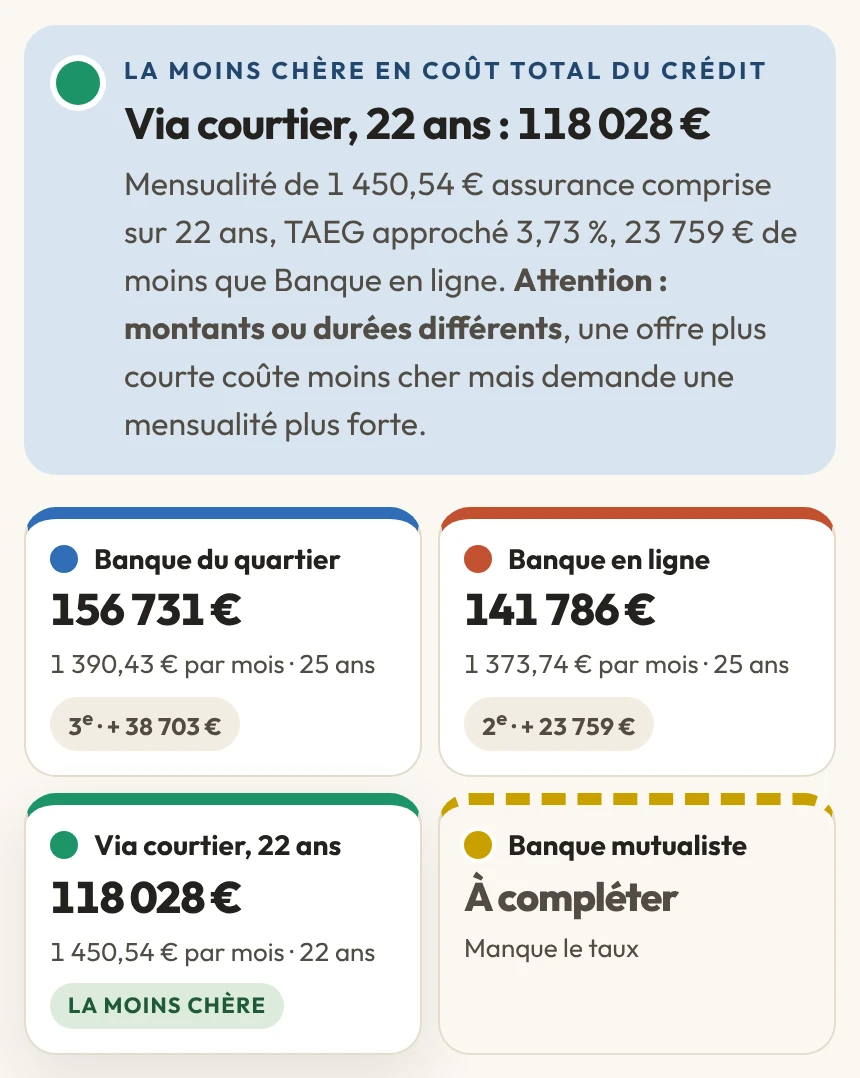 LA MOINS CHÈRE EN COÛT TOTAL DU CRÉDIT
Via courtier, 22 ans : 118 028 €
Mensualité de 1 450,54 € assurance comprise
sur 22 ans, TAEG approché 3,73 %, 23 759 € de
moins que Banque en ligne. Attention :
montants ou durées différents, une offre plus
courte coûte moins cher mais demande une
mensualité plus forte.
Banque du quartier
156 731 €
1 390,43 € par mois · 25 ans
3e · + 38 703 €
Banque en ligne
141 786 €
1 373,74 € par mois · 25 ans
2e · + 23 759 €
Via courtier, 22 ans
118 028 €
1 450,54 € par mois · 22 ans
LA MOINS CHÈRE
Banque mutualiste
À compléter
Manque le taux